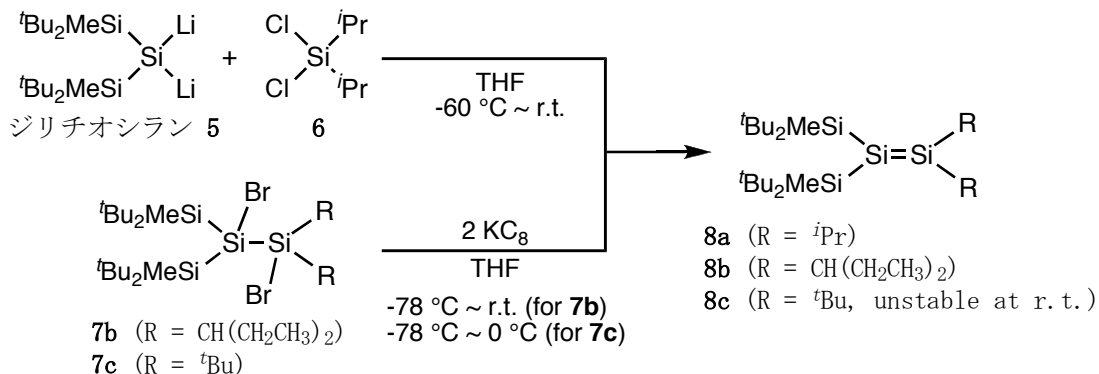 ᵗBu₂MeSi Li Cl ⁱPr
Si + Si
ᵗBu₂MeSi Li Cl ⁱPr
ジリチオシラン 5 6
THF
-60 °C ~ r.t.
ᵗBu₂MeSi R
Si=Si
ᵗBu₂MeSi R
Br
ᵗBu₂MeSi R
Si Si
ᵗBu₂MeSi R
Br
2 KC₈
THF
-78 °C ~ r.t. (for 7b)
-78 °C ~ 0 °C (for 7c)
7b (R = CH(CH₂CH₃)₂)
7c (R = ᵗBu)
8a (R = ⁱPr)
8b (R = CH(CH₂CH₃)₂)
8c (R = ᵗBu, unstable at r.t.)